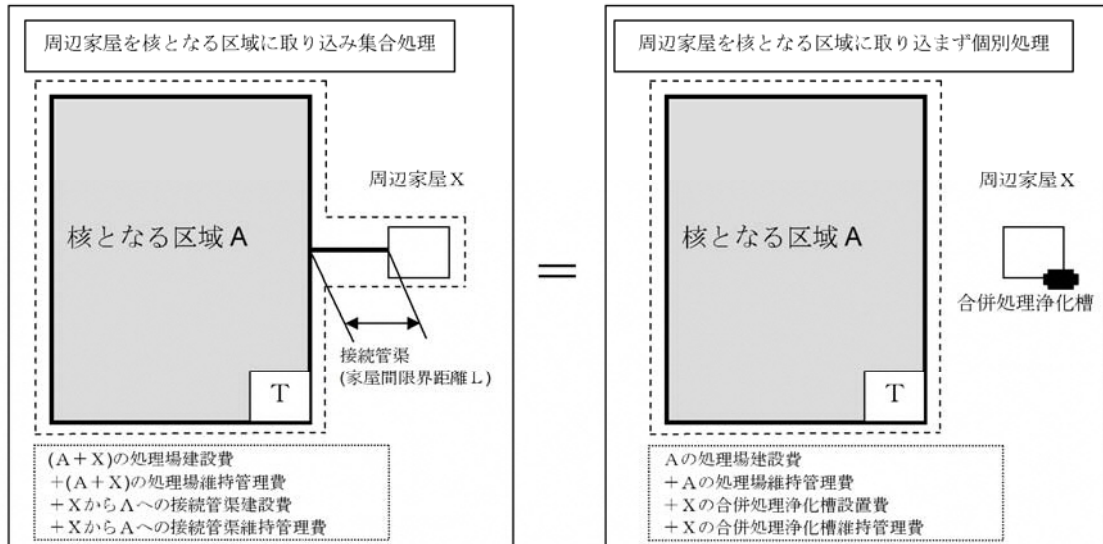 周辺家屋を核となる区域に取り込み集合処理
周辺家屋X
核となる区域A
接続管渠
(家屋間限界距離L)
T
(A+X)の処理場建設費
+(A+X)の処理場維持管理費
+XからAへの接続管渠建設費
+XからAへの接続管渠維持管理費
=
周辺家屋を核となる区域に取り込まず個別処理
周辺家屋X
核となる区域A
合併処理浄化槽
T
Aの処理場建設費
+Aの処理場維持管理費
+Xの合併処理浄化槽設置費
+Xの合併処理浄化槽維持管理費